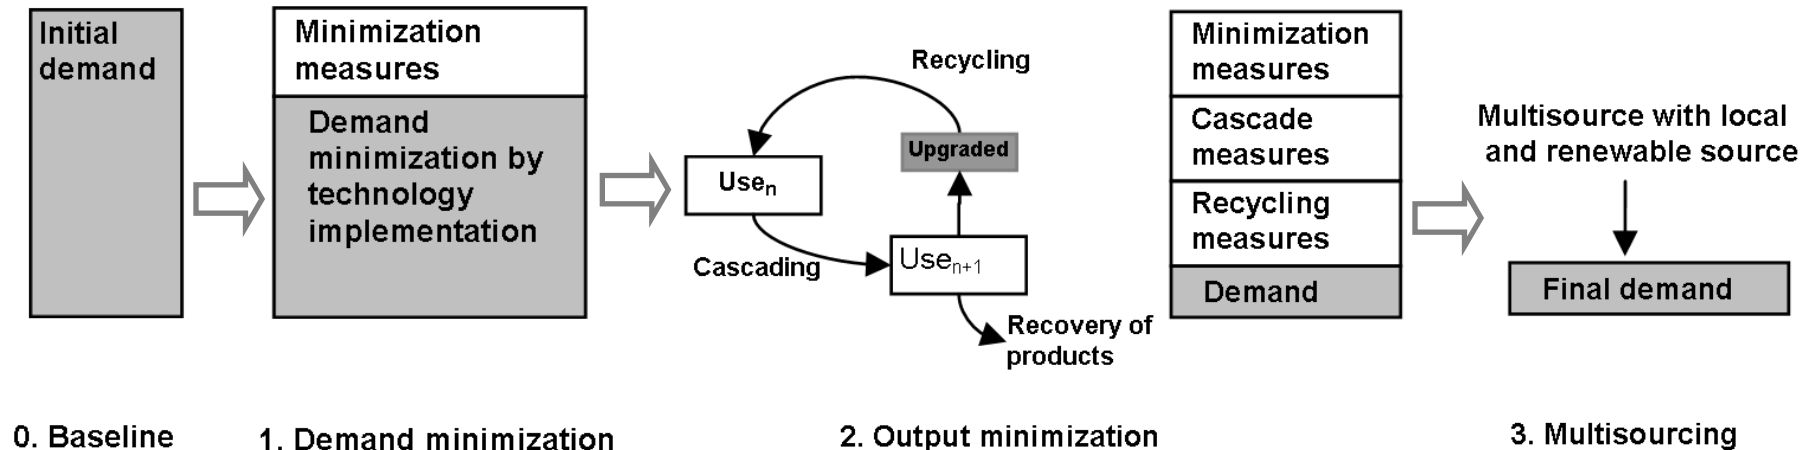 Initial
demand
Minimization
measures
Demand
minimization by
technology
implementation
Recycling
Upgraded
Useₙ
Cascading
Useₙ₊₁
Recovery of
products
Minimization
measures
Cascade
measures
Recycling
measures
Demand
Multisource with local
and renewable source
Final demand
0. Baseline
1. Demand minimization
2. Output minimization
3. Multisourcing